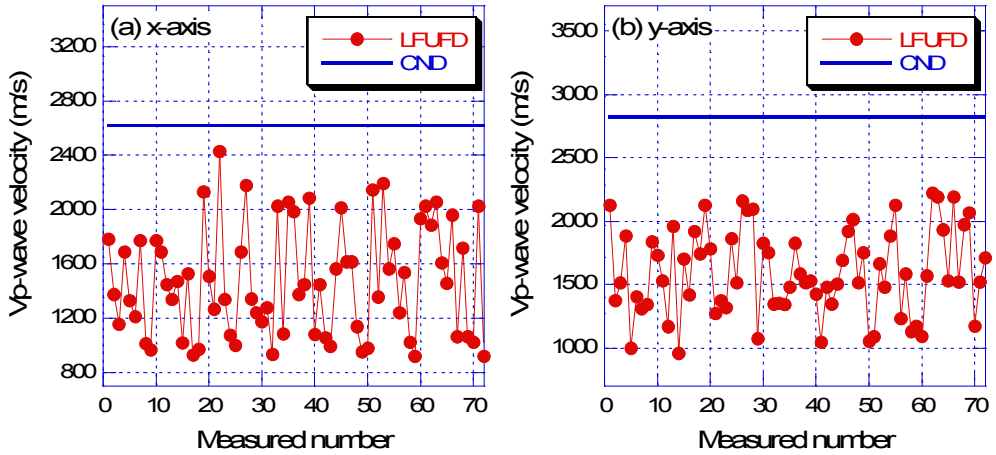 (a) x-axis
LFUFD
CND
Vp-wave velocity (m/s)
3200
2800
2400
2000
1600
1200
800
0 10 20 30 40 50 60 70
Measured number
(b) y-axis
LFUFD
CND
Vp-wave velocity (m/s)
3500
3000
2500
2000
1500
1000
0 10 20 30 40 50 60 70
Measured number